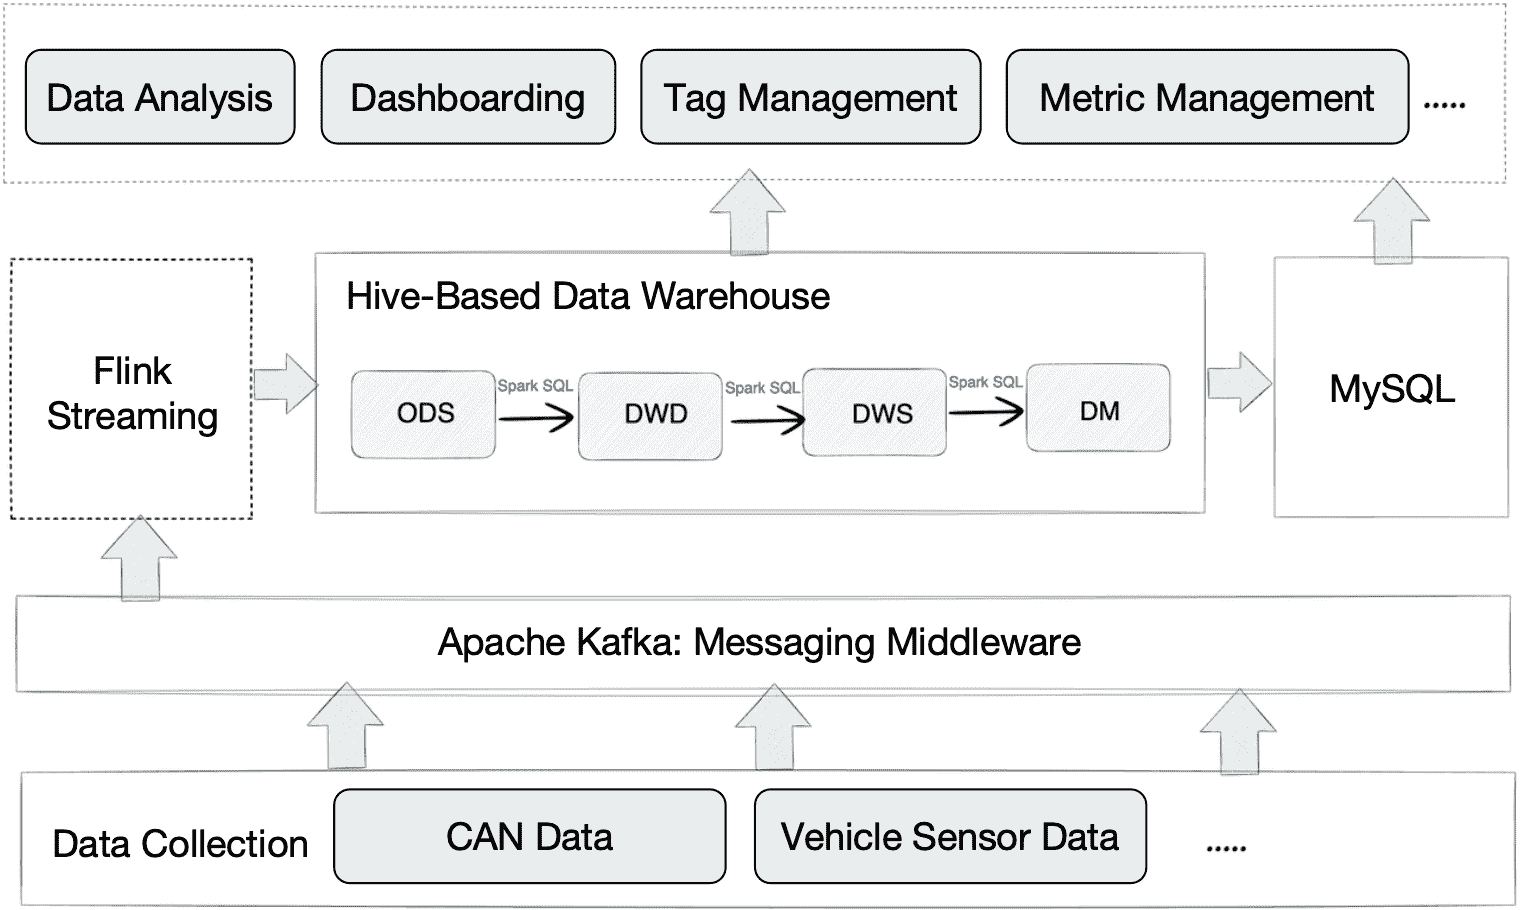 Data Analysis
Dashboarding
Tag Management
Metric Management
.....
Flink
Streaming
Hive-Based Data Warehouse
ODS
Spark SQL
DWD
Spark SQL
DWS
Spark SQL
DM
MySQL
Apache Kafka: Messaging Middleware
Data Collection
CAN Data
Vehicle Sensor Data
.....